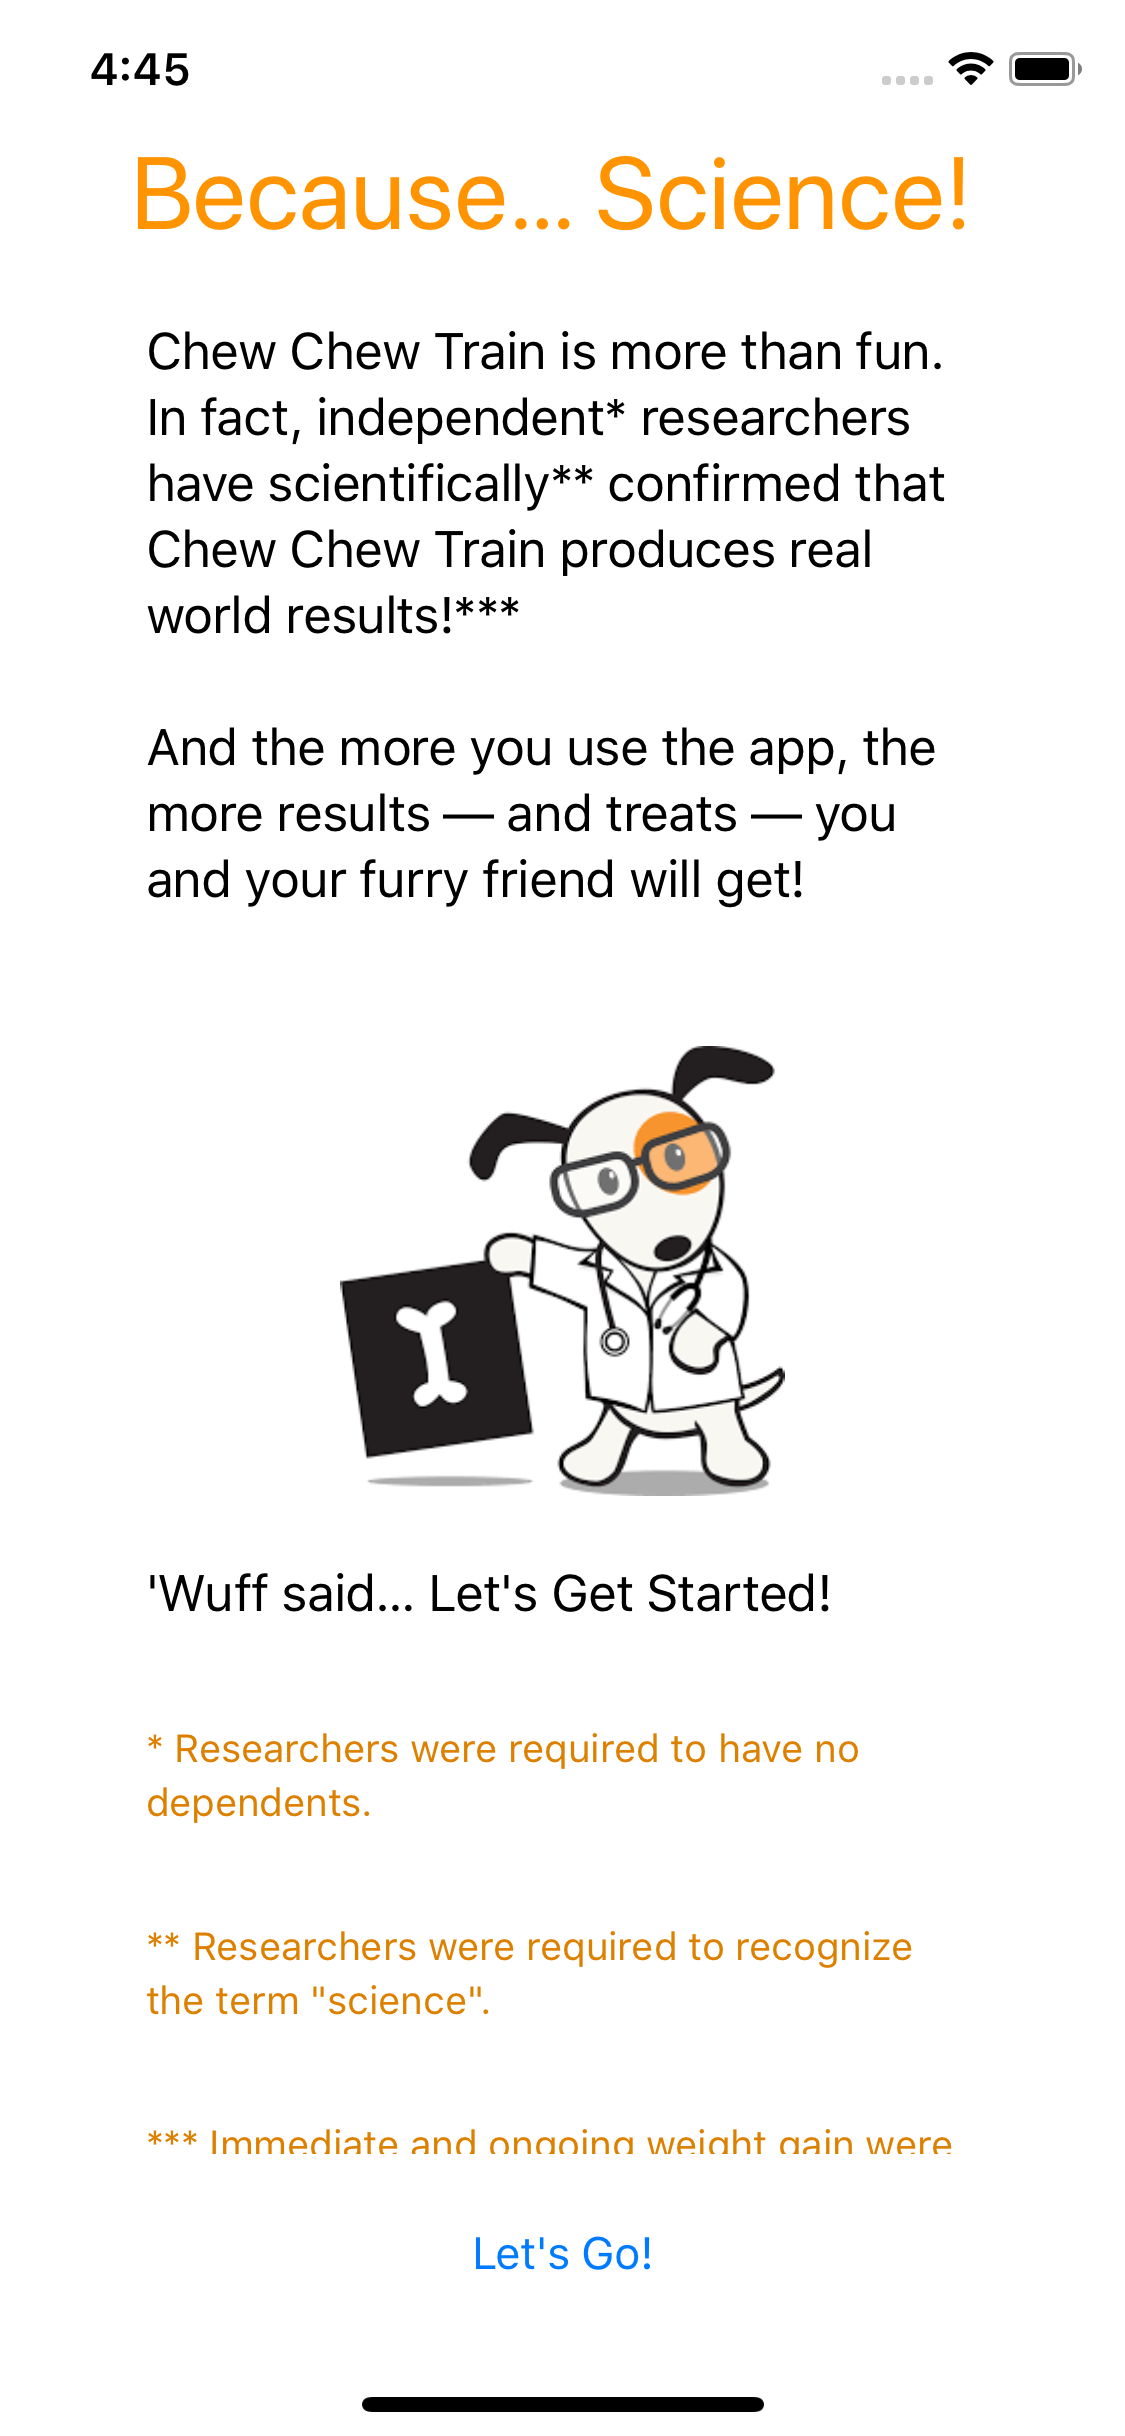 4:45
Because... Science!
Chew Chew Train is more than fun.
In fact, independent* researchers
have scientifically** confirmed that
Chew Chew Train produces real
world results!***
And the more you use the app, the
more results — and treats — you
and your furry friend will get!
'Wuff said... Let's Get Started!
* Researchers were required to have no
dependents.
** Researchers were required to recognize
the term "science".
*** Immediate and ongoing weight gain were
Let's Go!